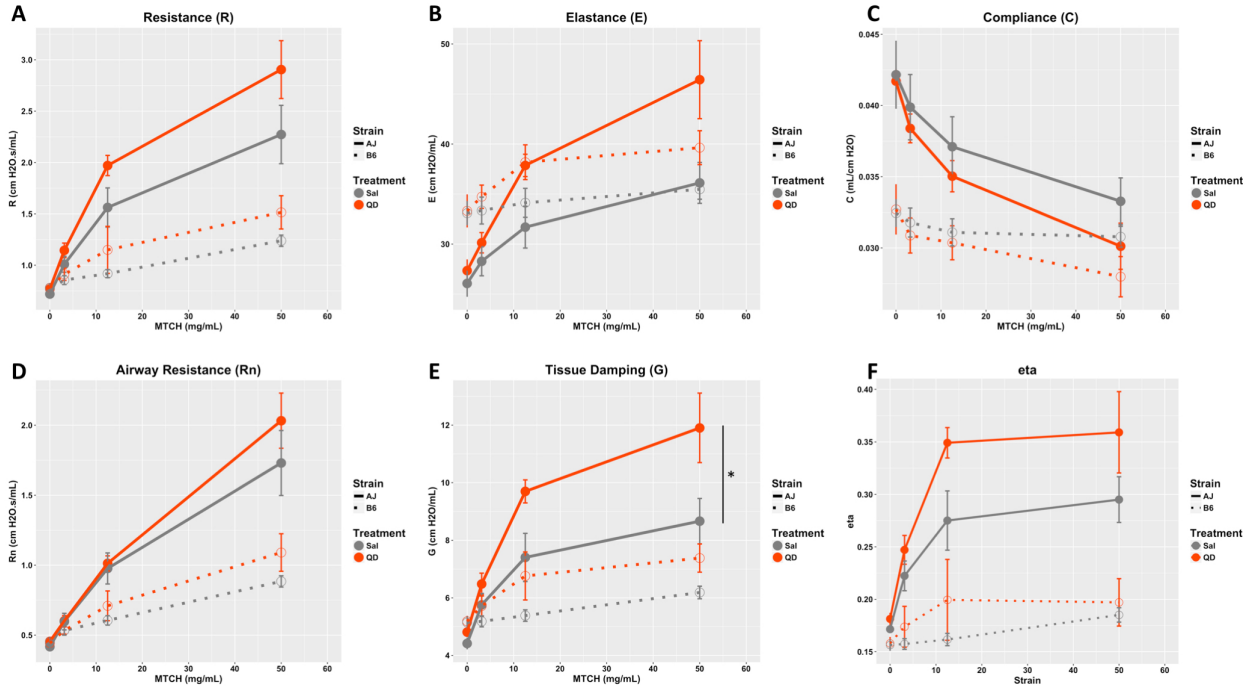 A
Resistance (R)
R (cm H2O.s/mL)
3.0
2.5
2.0
1.5
1.0
0 10 20 30 40 50 60
MTCH (mg/mL)
Strain
AJ
B6
Treatment
Sal
QD
B
Elastance (E)
E (cm H2O/mL)
50
40
30
30 0 10 20 30 40 50 60
MTCH (mg/mL)
Strain
AJ
B6
Treatment
Sal
QD
C
Compliance (C)
C (mL/cm H2O)
0.045
0.040
0.035
0.030
0 10 20 30 40 50 60
MTCH (mg/mL)
Strain
AJ
B6
Treatment
Sal
QD
D
Airway Resistance (Rn)
Rn (cm H2O.s/mL)
2.0
1.5
1.0
0.5
0 10 20 30 40 50 60
MTCH (mg/mL)
Strain
AJ
B6
Treatment
Sal
QD
E
Tissue Damping (G)
G (cm H2O/mL)
12
10
8
6
4
*
0 10 20 30 40 50 60
MTCH (mg/mL)
Strain
AJ
B6
Treatment
Sal
QD
F
eta
eta
0.40
0.35
0.30
0.25
0.20
0.15
0 10 20 30 40 50 60
Strain
Strain
AJ
B6
Treatment
Sal
QD